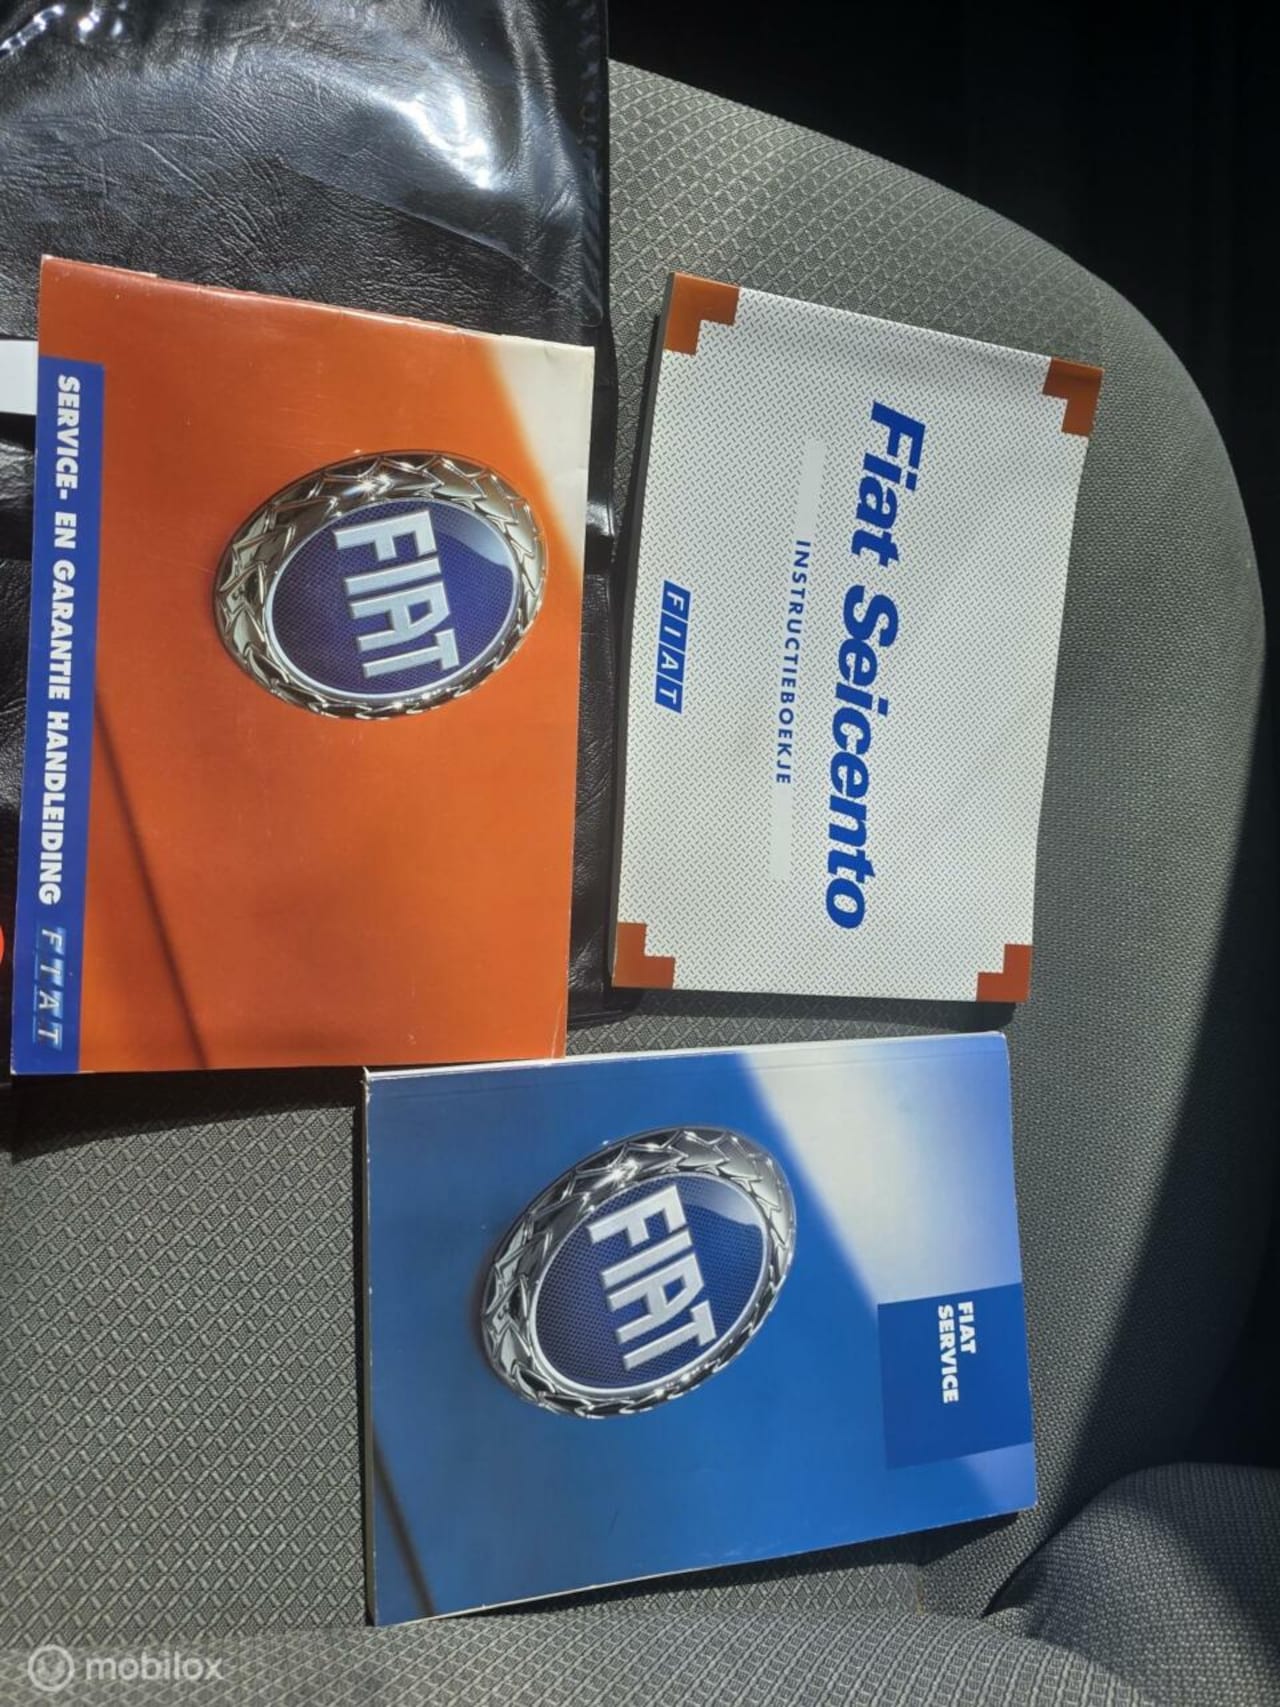 Fiat Seicento
INSTRUCTIEBOEKJE
FIAT
FIAT
SERVICE- EN GARANTIE HANDLEIDING FIAT
FIAT
SERVICE
FIAT
mobilox